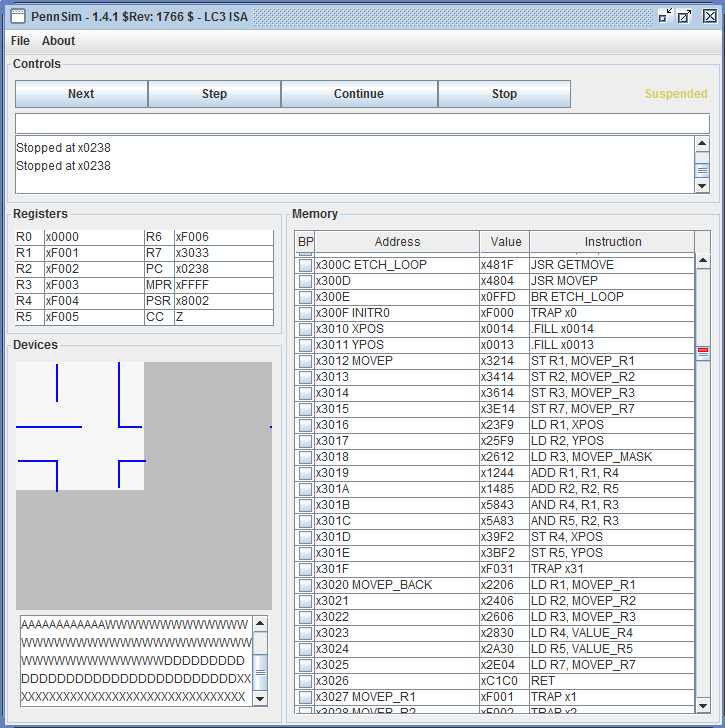 PennSim - 1.4.1 $Rev: 1766 $ - LC3 ISA
File About
Controls
Next Step Continue Stop Suspended
Stopped at x0238
Stopped at x0238
Registers
R0 x0000 R6 xF006
R1 xF001 R7 x3033
R2 xF002 PC x0238
R3 xF003 MPR xFFFF
R4 xF004 PSR x8002
R5 xF005 CC Z
Devices
AAAAAAAAAAAAWWWWWWWWWWWWWWWW
WWWWWWWWWWWWWWWWWWWWWWWWW
WWWWWWWWWWWWWWWDDDDDDDDD
DDDDDDDDDDDDDDDDDDDDDDDDDXX
XXXXXXXXXXXXXXXXXXXXXXXXXXXX
Memory
BP Address Value Instruction
x300C ETCH_LOOP x481F JSR GETMOVE
x300D x4804 JSR MOVEP
x300E x0FFD BR ETCH_LOOP
x300F INITR0 xF000 TRAP x0
x3010 XPOS x0014 .FILL x0014
x3011 YPOS x0013 .FILL x0013
x3012 MOVEP x3214 ST R1, MOVEP_R1
x3013 x3414 ST R2, MOVEP_R2
x3014 x3614 ST R3, MOVEP_R3
x3015 x3E14 ST R7, MOVEP_R7
x3016 x23F9 LD R1, XPOS
x3017 x25F9 LD R2, YPOS
x3018 x2612 LD R3, MOVEP_MASK
x3019 x1244 ADD R1, R1, R4
x301A x1485 ADD R2, R2, R5
x301B x5843 AND R4, R1, R3
x301C x5A83 AND R5, R2, R3
x301D x39F2 ST R4, XPOS
x301E x3BF2 ST R5, YPOS
x301F xF031 TRAP x31
x3020 MOVEP_BACK x2206 LD R1, MOVEP_R1
x3021 x2406 LD R2, MOVEP_R2
x3022 x2606 LD R3, MOVEP_R3
x3023 x2830 LD R4, VALUE_R4
x3024 x2A30 LD R5, VALUE_R5
x3025 x2E04 LD R7, MOVEP_R7
x3026 xC1C0 RET
x3027 MOVEP_R1 xF001 TRAP x1
x3028 MOVEP_R2 xF002 TRAP x2